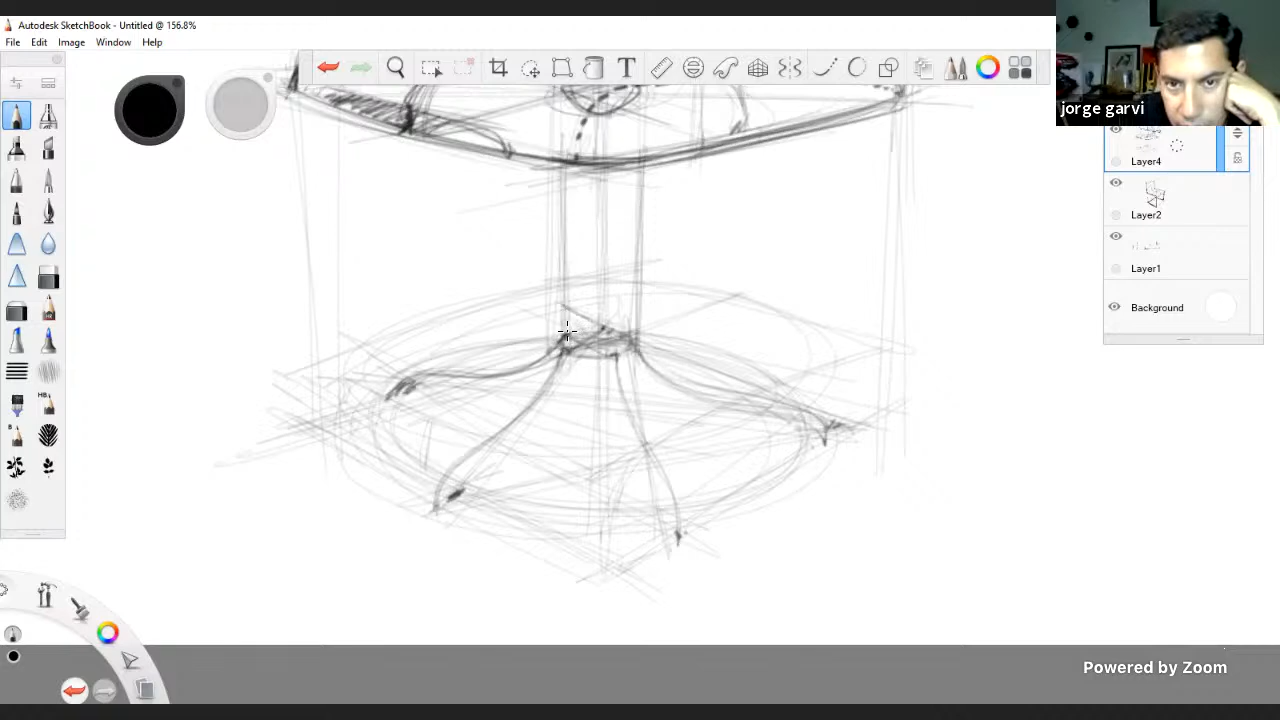 Autodesk SketchBook - Untitled @ 156.8%
File Edit Image Window Help
T
jorge garvi
Layer4
Layer2
Layer1
Background
HB
B
Powered by Zoom